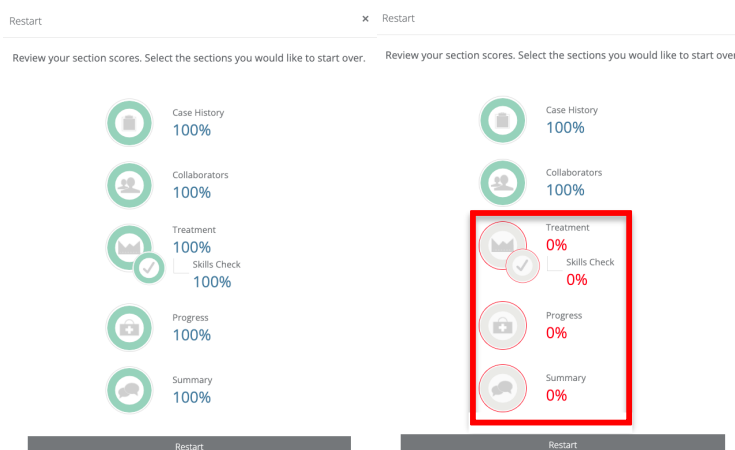 Restart
×
Review your section scores. Select the sections you would like to start over.
Case History
100%
Collaborators
100%
Treatment
100%
Skills Check
100%
Progress
100%
Summary
100%
Restart
Restart
Review your section scores. Select the sections you would like to start over
Case History
100%
Collaborators
100%
Treatment
0%
Skills Check
0%
Progress
0%
Summary
0%
Restart